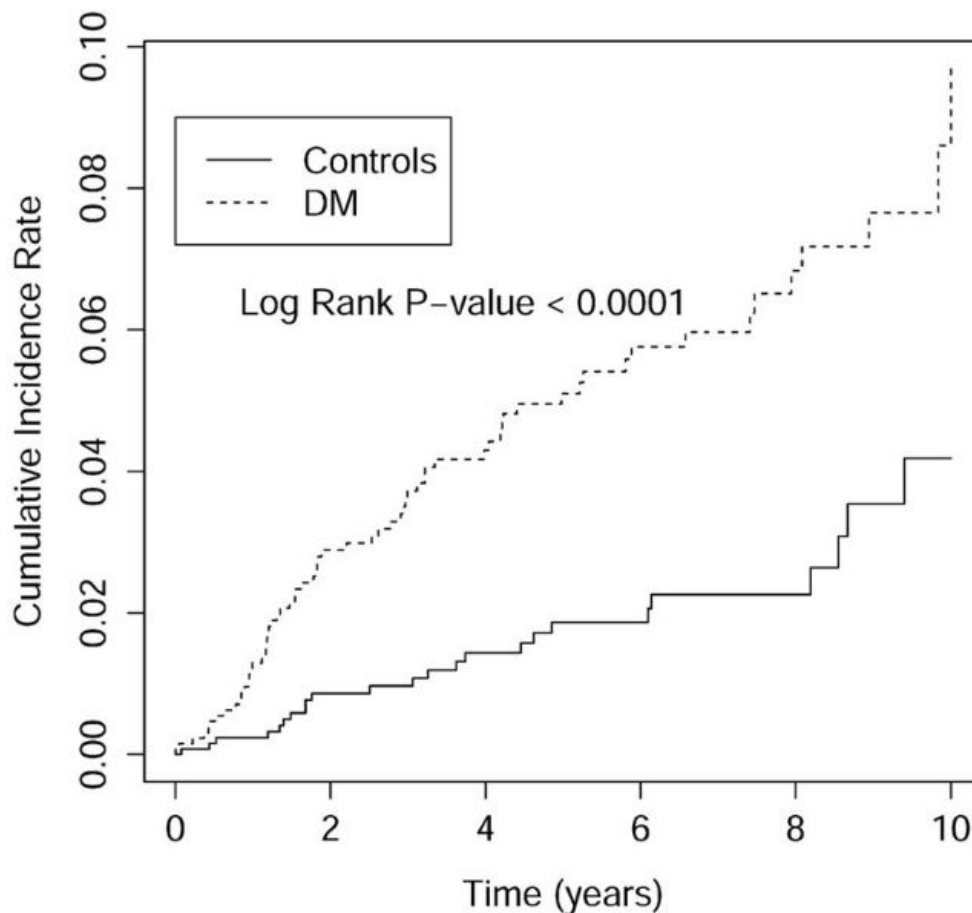 Cumulative Incidence Rate
0.10
0.08
0.06
0.04
0.02
0.00
Controls
DM
Log Rank P−value < 0.0001
0 2 4 6 8 10
Time (years)